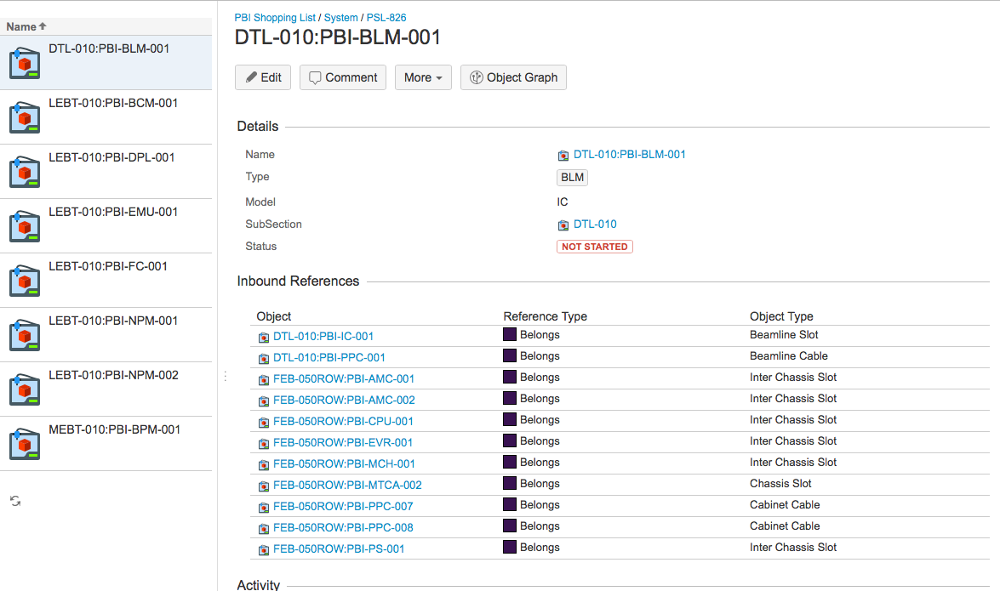 Name
DTL-010:PBI-BLM-001
LEBT-010:PBI-BCM-001
LEBT-010:PBI-DPL-001
LEBT-010:PBI-EMU-001
LEBT-010:PBI-FC-001
LEBT-010:PBI-NPM-001
LEBT-010:PBI-NPM-002
MEBT-010:PBI-BPM-001
PBI Shopping List / System / PSL-826
DTL-010:PBI-BLM-001
Edit Comment More Object Graph
Details
Name DTL-010:PBI-BLM-001
Type BLM
Model IC
SubSection DTL-010
Status NOT STARTED
Inbound References
Object Reference Type Object Type
DTL-010:PBI-IC-001 Belongs Beamline Slot
DTL-010:PBI-PPC-001 Belongs Beamline Cable
FEB-050ROW:PBI-AMC-001 Belongs Inter Chassis Slot
FEB-050ROW:PBI-AMC-002 Belongs Inter Chassis Slot
FEB-050ROW:PBI-CPU-001 Belongs Inter Chassis Slot
FEB-050ROW:PBI-EVR-001 Belongs Inter Chassis Slot
FEB-050ROW:PBI-MCH-001 Belongs Inter Chassis Slot
FEB-050ROW:PBI-MTCA-002 Belongs Chassis Slot
FEB-050ROW:PBI-PPC-007 Belongs Cabinet Cable
FEB-050ROW:PBI-PPC-008 Belongs Cabinet Cable
FEB-050ROW:PBI-PS-001 Belongs Inter Chassis Slot
Activity